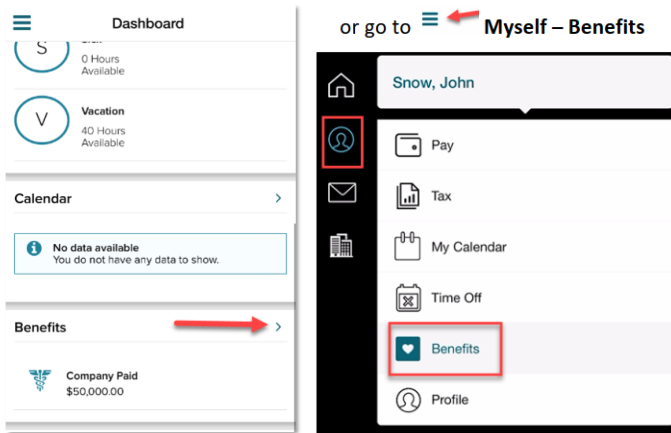 Dashboard
S
0 Hours
Available
V
Vacation
40 Hours
Available
Calendar
No data available
You do not have any data to show.
Benefits
Company Paid
$50,000.00
or go to Myself – Benefits
Snow, John
Pay
Tax
My Calendar
Time Off
Benefits
Profile